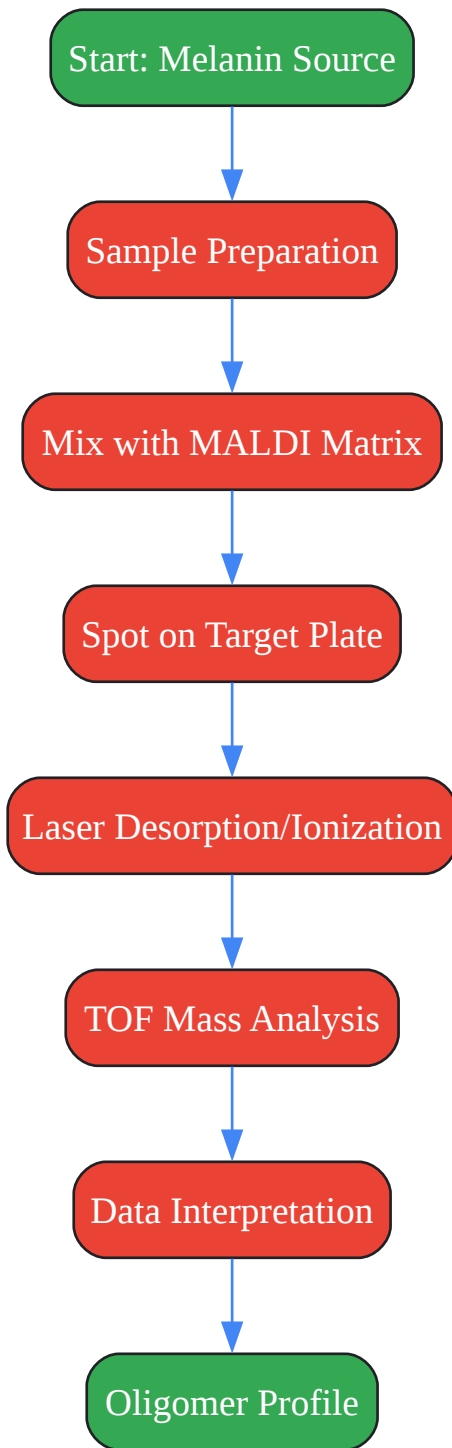 Start: Melanin Source
Sample Preparation
Mix with MALDI Matrix
Spot on Target Plate
Laser Desorption/Ionization
TOF Mass Analysis
Data Interpretation
Oligomer Profile